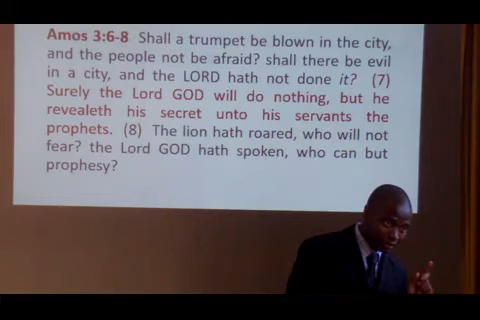 Amos 3:6-8 Shall a trumpet be blown in the city,
and the people not be afraid? shall there be evil
in a city, and the LORD hath not done it? (7)
Surely the Lord GOD will do nothing, but he
revealeth his secret unto his servants the
prophets. (8) The lion hath roared, who will not
fear? the Lord GOD hath spoken, who can but
prophesy?